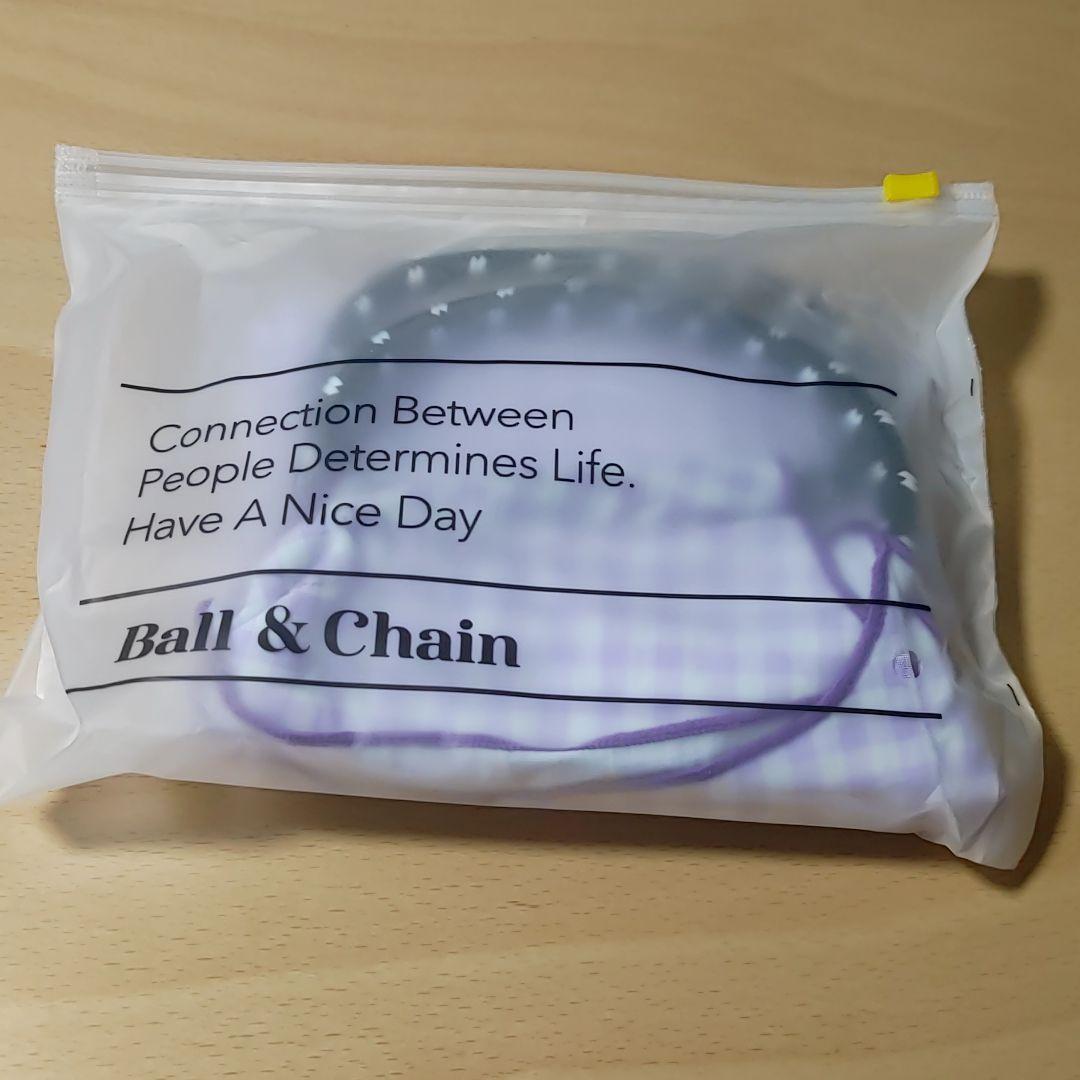 Connection Between
People Determines Life.
Have A Nice Day
Ball & Chain